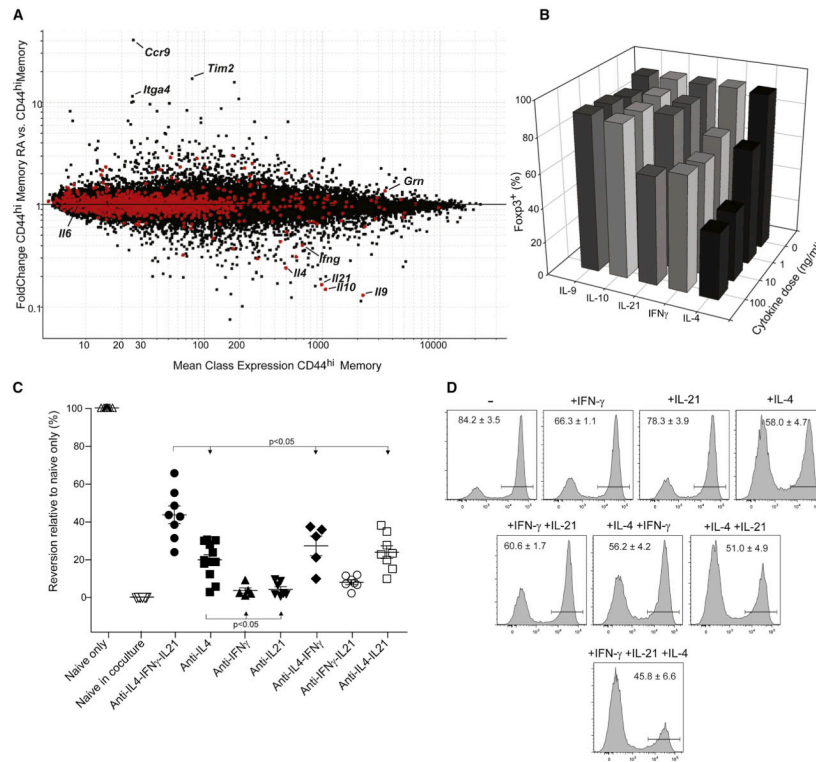 A
FoldChange CD44hi Memory RA vs. CD44hiMemory
10
1
0.1
Ccr9
Tim2
Itga4
Grn
Il6
Ifng
Il4
Il21
Il10
Il9
10 20 30 100 200 1000 2000 10000
Mean Class Expression CD44hi Memory
B
Foxp3+ (%)
100
80
60
40
20
0
IL-9
IL-10
IL-21
IFNγ
IL-4
0
1
10
100
Cytokine dose (ng/ml)
C
Reversion relative to naive only (%)
100
80
60
40
20
0
p<0.05
p<0.05
Naive only
Naive in coculture
Anti-IL4-IFNγ-IL21
Anti-IL4
Anti-IFNγ
Anti-IL21
Anti-IL4-IFNγ
Anti-IFNγ-IL21
Anti-IL4-IL21
D
– +IFN-γ +IL-21 +IL-4
84.2 ± 3.5 66.3 ± 1.1 78.3 ± 3.9 58.0 ± 4.7
+IFN-γ +IL-21 +IL-4 +IFN-γ +IL-4 +IL-21
60.6 ± 1.7 56.2 ± 4.2 51.0 ± 4.9
+IFN-γ +IL-21 +IL-4
45.8 ± 6.6